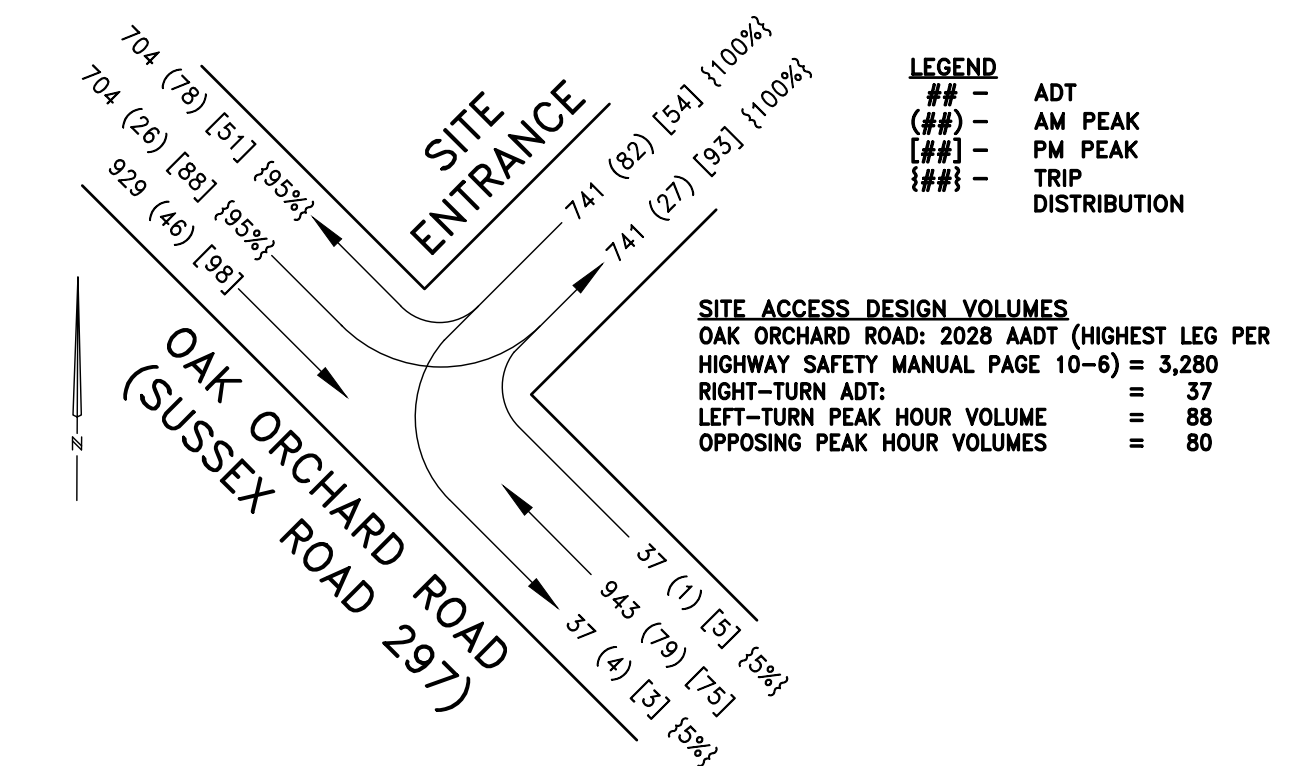 704 (78) [51] {95%}
704 (26) [88] {95%}
929 (46) [98]
SITE
ENTRANCE
741 (82) [54] {100%}
741 (27) [93] {100%}
LEGEND
## – ADT
(##) – AM PEAK
[##] – PM PEAK
{##} – TRIP
DISTRIBUTION
SITE ACCESS DESIGN VOLUMES
OAK ORCHARD ROAD: 2028 AADT (HIGHEST LEG PER
HIGHWAY SAFETY MANUAL PAGE 10–6) = 3,280
RIGHT–TURN ADT: = 37
LEFT–TURN PEAK HOUR VOLUME = 88
OPPOSING PEAK HOUR VOLUMES = 80
N
OAK ORCHARD ROAD
(SUSSEX ROAD 297)
37 (1) [5] {5%}
943 (79) [75]
37 (4) [3] {5%}